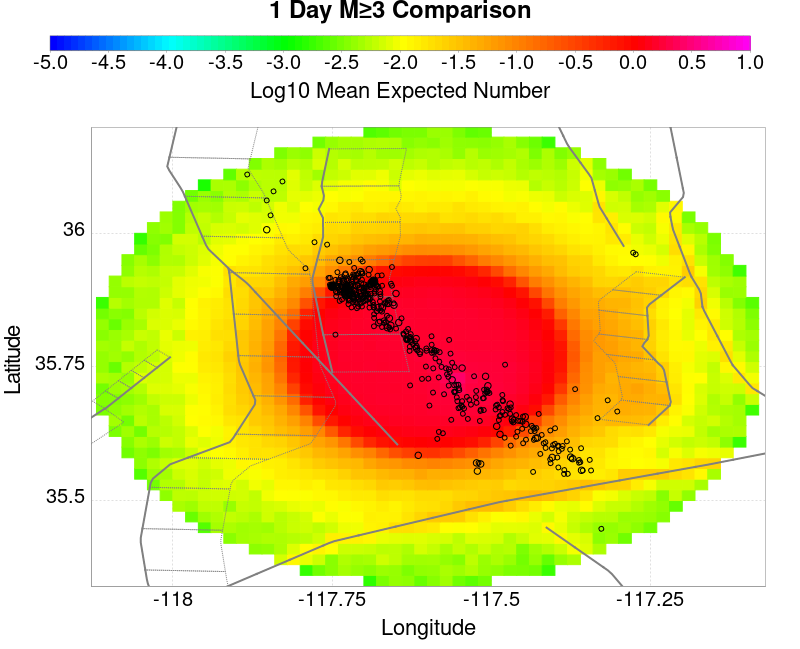 1 Day M≥3 Comparison
-5.0 -4.5 -4.0 -3.5 -3.0 -2.5 -2.0 -1.5 -1.0 -0.5 0.0 0.5 1.0
Log10 Mean Expected Number
36
35.75
35.5
Latitude
-118 -117.75 -117.5 -117.25
Longitude